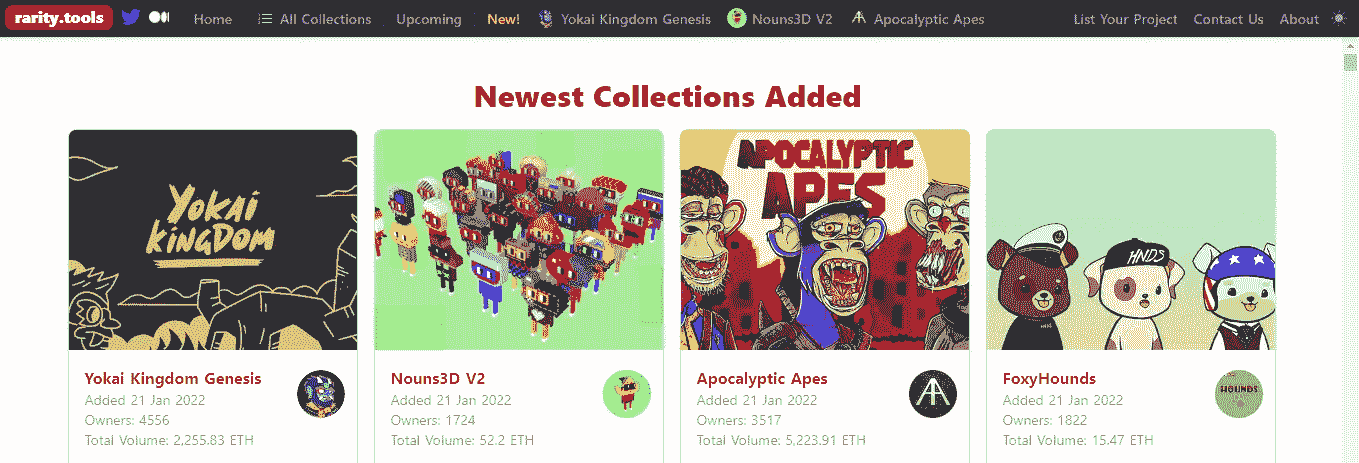 rarity.tools Home All Collections Upcoming New! Yokai Kingdom Genesis Nouns3D V2 Apocalyptic Apes List Your Project Contact Us About
Newest Collections Added
YOKAI
KINGDOM
APOCALYPTIC
APES
HNDS
Yokai Kingdom Genesis
Added 21 Jan 2022
Owners: 4556
Total Volume: 2,255.83 ETH
Nouns3D V2
Added 21 Jan 2022
Owners: 1724
Total Volume: 52.2 ETH
Apocalyptic Apes
Added 21 Jan 2022
Owners: 3517
Total Volume: 5,223.91 ETH
FoxyHounds
Added 21 Jan 2022
Owners: 1822
Total Volume: 15.47 ETH
HOUNDS